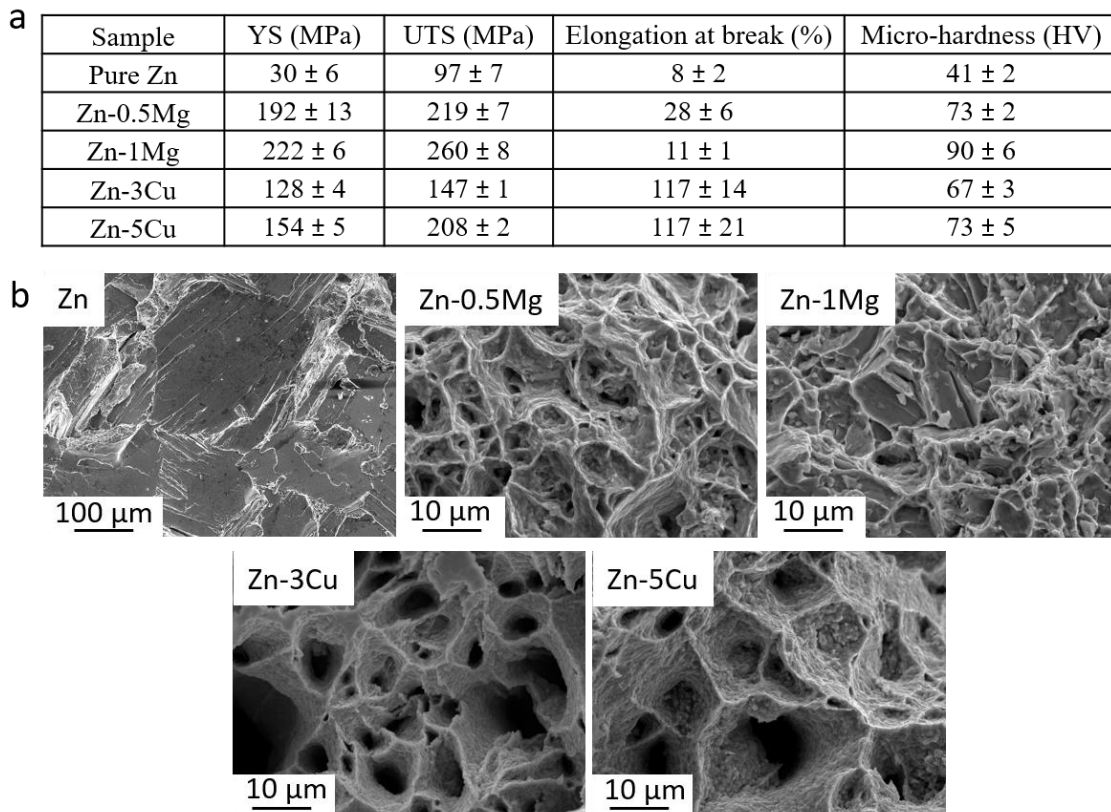 a
Sample YS (MPa) UTS (MPa) Elongation at break (%) Micro-hardness (HV)
Pure Zn 30 ± 6 97 ± 7 8 ± 2 41 ± 2
Zn-0.5Mg 192 ± 13 219 ± 7 28 ± 6 73 ± 2
Zn-1Mg 222 ± 6 260 ± 8 11 ± 1 90 ± 6
Zn-3Cu 128 ± 4 147 ± 1 117 ± 14 67 ± 3
Zn-5Cu 154 ± 5 208 ± 2 117 ± 21 73 ± 5
b
Zn
Zn-0.5Mg
Zn-1Mg
100 µm
10 µm
10 µm
Zn-3Cu
Zn-5Cu
10 µm
10 µm